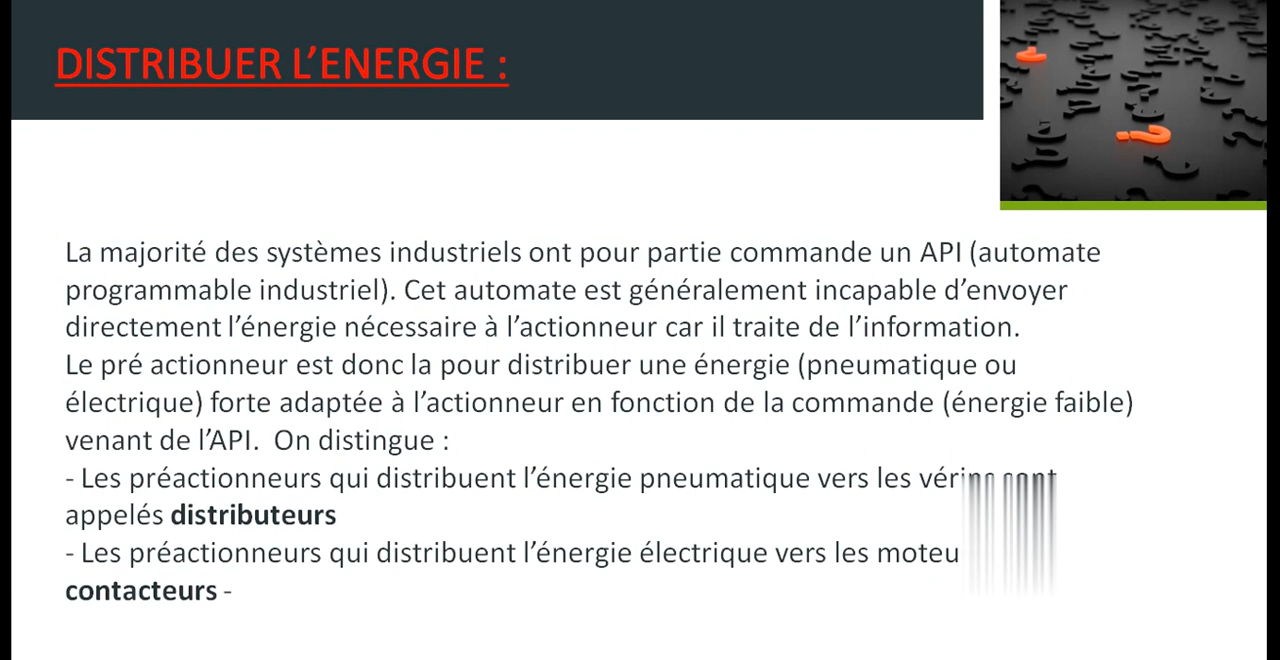 DISTRIBUER L’ENERGIE :
La majorité des systèmes industriels ont pour partie commande un API (automate
programmable industriel). Cet automate est généralement incapable d’envoyer
directement l’énergie nécessaire à l’actionneur car il traite de l’information.
Le pré actionneur est donc la pour distribuer une énergie (pneumatique ou
électrique) forte adaptée à l’actionneur en fonction de la commande (énergie faible)
venant de l’API. On distingue :
- Les préactionneurs qui distribuent l’énergie pneumatique vers les vérins sont
appelés distributeurs
- Les préactionneurs qui distribuent l’énergie électrique vers les
contacteurs -